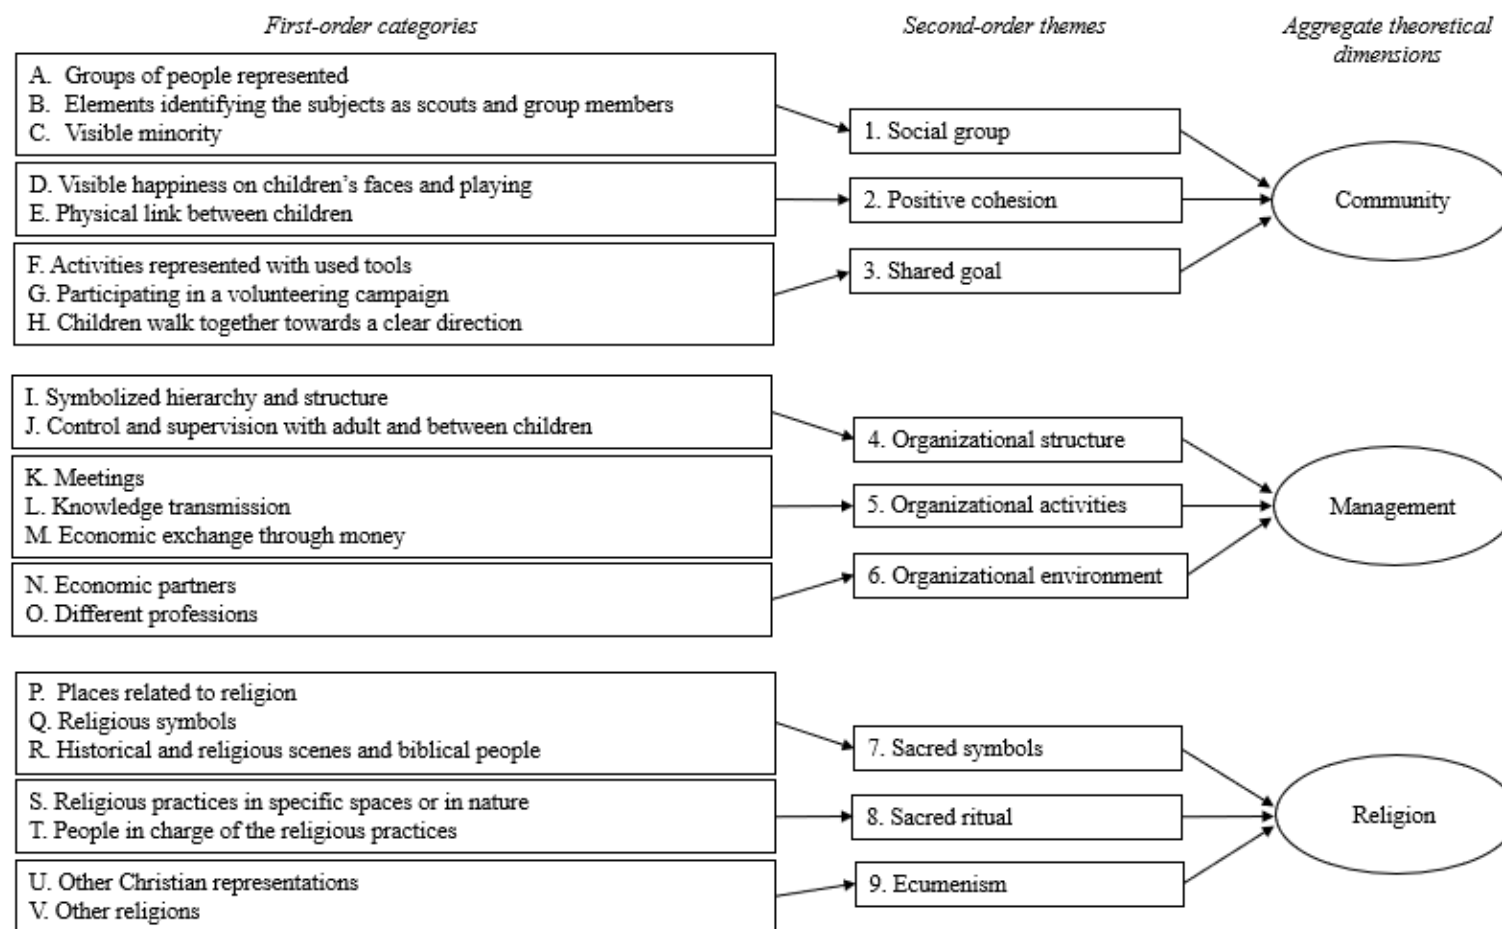 First-order categories
Second-order themes
Aggregate theoretical
dimensions
A. Groups of people represented
B. Elements identifying the subjects as scouts and group members
C. Visible minority
1. Social group
D. Visible happiness on children's faces and playing
E. Physical link between children
2. Positive cohesion
Community
F. Activities represented with used tools
G. Participating in a volunteering campaign
H. Children walk together towards a clear direction
3. Shared goal
I. Symbolized hierarchy and structure
J. Control and supervision with adult and between children
4. Organizational structure
K. Meetings
L. Knowledge transmission
M. Economic exchange through money
5. Organizational activities
Management
N. Economic partners
O. Different professions
6. Organizational environment
P. Places related to religion
Q. Religious symbols
R. Historical and religious scenes and biblical people
7. Sacred symbols
S. Religious practices in specific spaces or in nature
T. People in charge of the religious practices
8. Sacred ritual
Religion
U. Other Christian representations
V. Other religions
9. Ecumenism